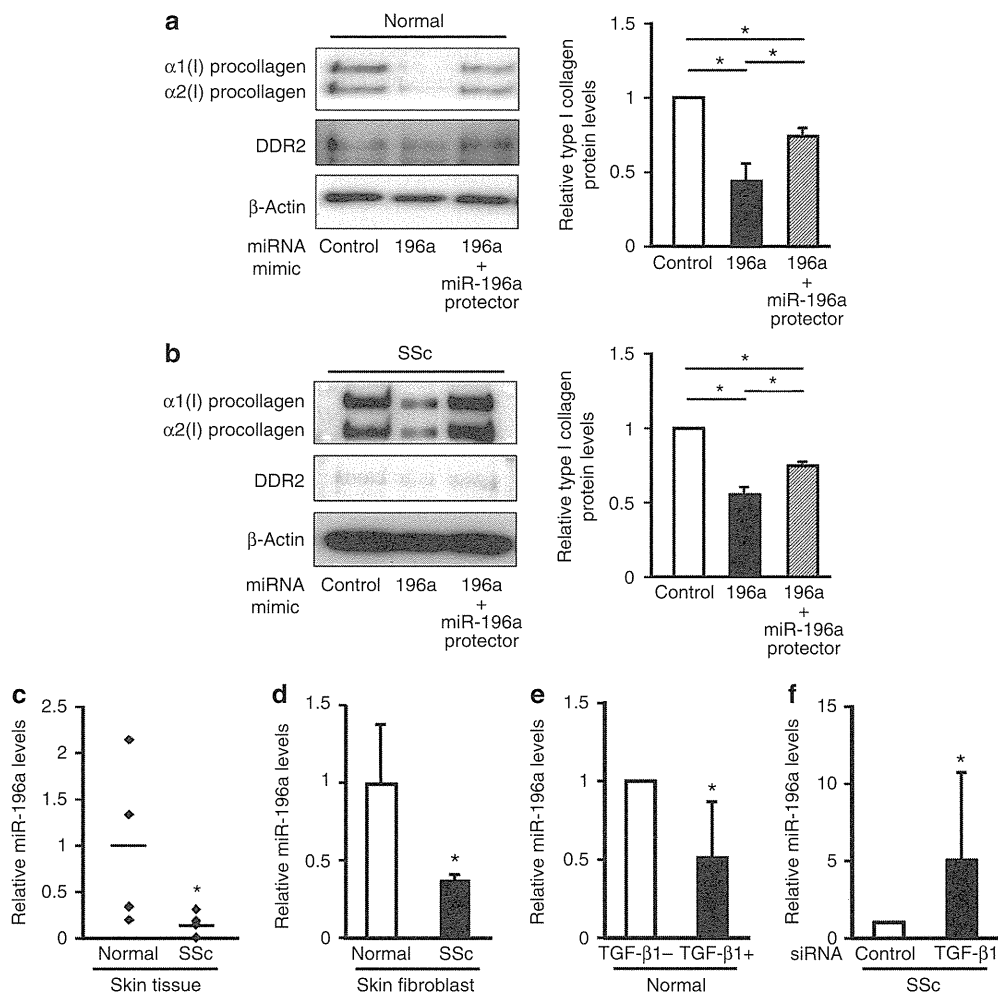 a
Normal
α1(I) procollagen
α2(I) procollagen
DDR2
β-Actin
miRNA mimic
Control
196a
196a
+
miR-196a
protector
Relative type I collagen
protein levels
1.5
1
0.5
0
*
*
*
Control
196a
196a
+
miR-196a
protector
b
SSc
α1(I) procollagen
α2(I) procollagen
DDR2
β-Actin
miRNA mimic
Control
196a
196a
+
miR-196a
protector
Relative type I collagen
protein levels
1.5
1
0.5
0
*
*
*
Control
196a
196a
+
miR-196a
protector
c
Relative miR-196a levels
2.5
2
1.5
1
0.5
0
*
Normal SSc
Skin tissue
d
Relative miR-196a levels
1.5
1
0.5
0
*
Normal SSc
Skin fibroblast
e
Relative miR-196a levels
1.5
1
0.5
0
*
TGF-β1– TGF-β1+
Normal
f
Relative miR-196a levels
15
10
5
0
*
siRNA Control TGF-β1
SSc